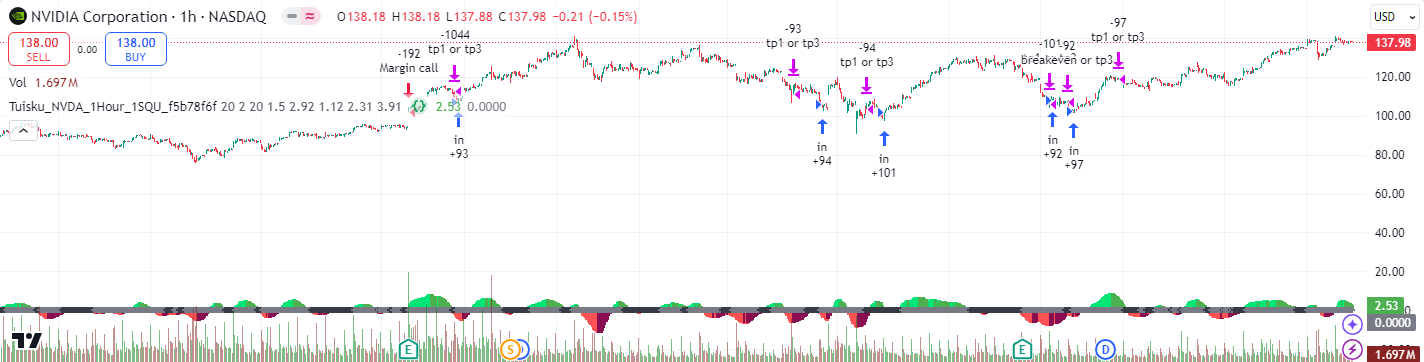 NVIDIA Corporation · 1h · NASDAQ O138.18 H138.18 L137.88 C137.98 −0.21 (−0.15%)
USD
138.00 SELL
0.00
138.00 BUY
Vol 1.697M
Tuisku_NVDA_1Hour_1SQU_f5b78f6f 20 2 20 1.5 2.92 1.12 2.31 3.91 2.53 0.0000
-192
Margin call
-1044
tp1 or tp3
in
+93
-93
tp1 or tp3
in
+94
-94
tp1 or tp3
in
+101
-101
-92
breakeven or tp3
in
+92
in
+97
-97
tp1 or tp3
137.98
120.00
100.00
80.00
60.00
40.00
20.00
2.53
0.0000
1.697M
E
S
E
D